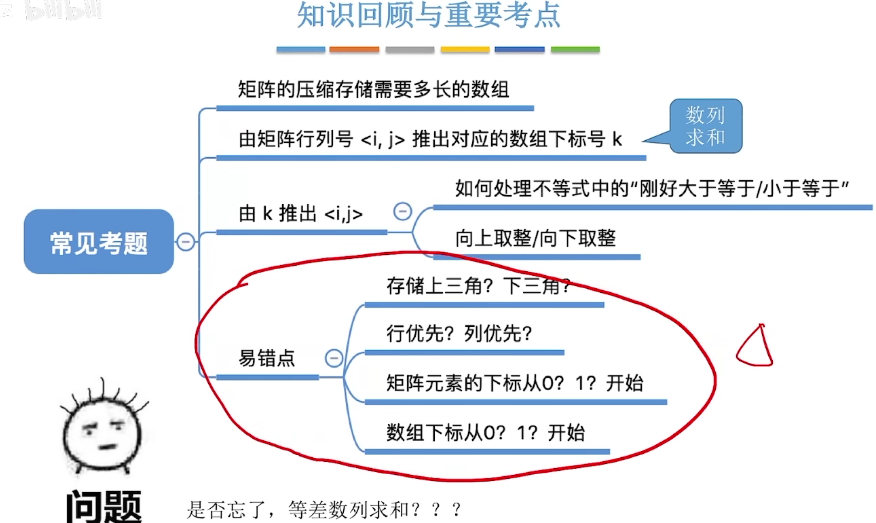 bilibili
知识回顾与重要考点
矩阵的压缩存储需要多长的数组
由矩阵行列号 <i, j> 推出对应的数组下标号 k
数列
求和
由 k 推出 <i,j>
如何处理不等式中的“刚好大于等于/小于等于”
向上取整/向下取整
常见考题
易错点
存储上三角？下三角？
行优先？列优先？
矩阵元素的下标从0？1？开始
数组下标从0？1？开始
问题
是否忘了，等差数列求和？？？